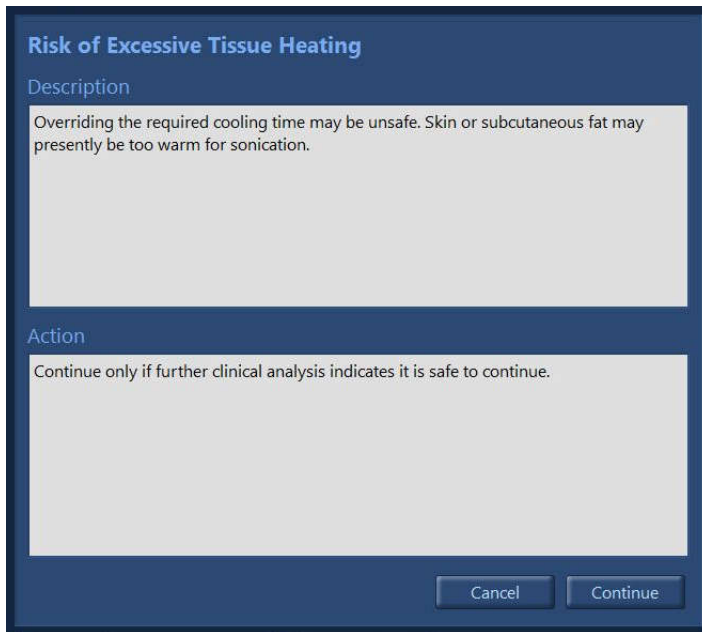 Risk of Excessive Tissue Heating
Description
Overriding the required cooling time may be unsafe. Skin or subcutaneous fat may
presently be too warm for sonication.
Action
Continue only if further clinical analysis indicates it is safe to continue.
Cancel Continue